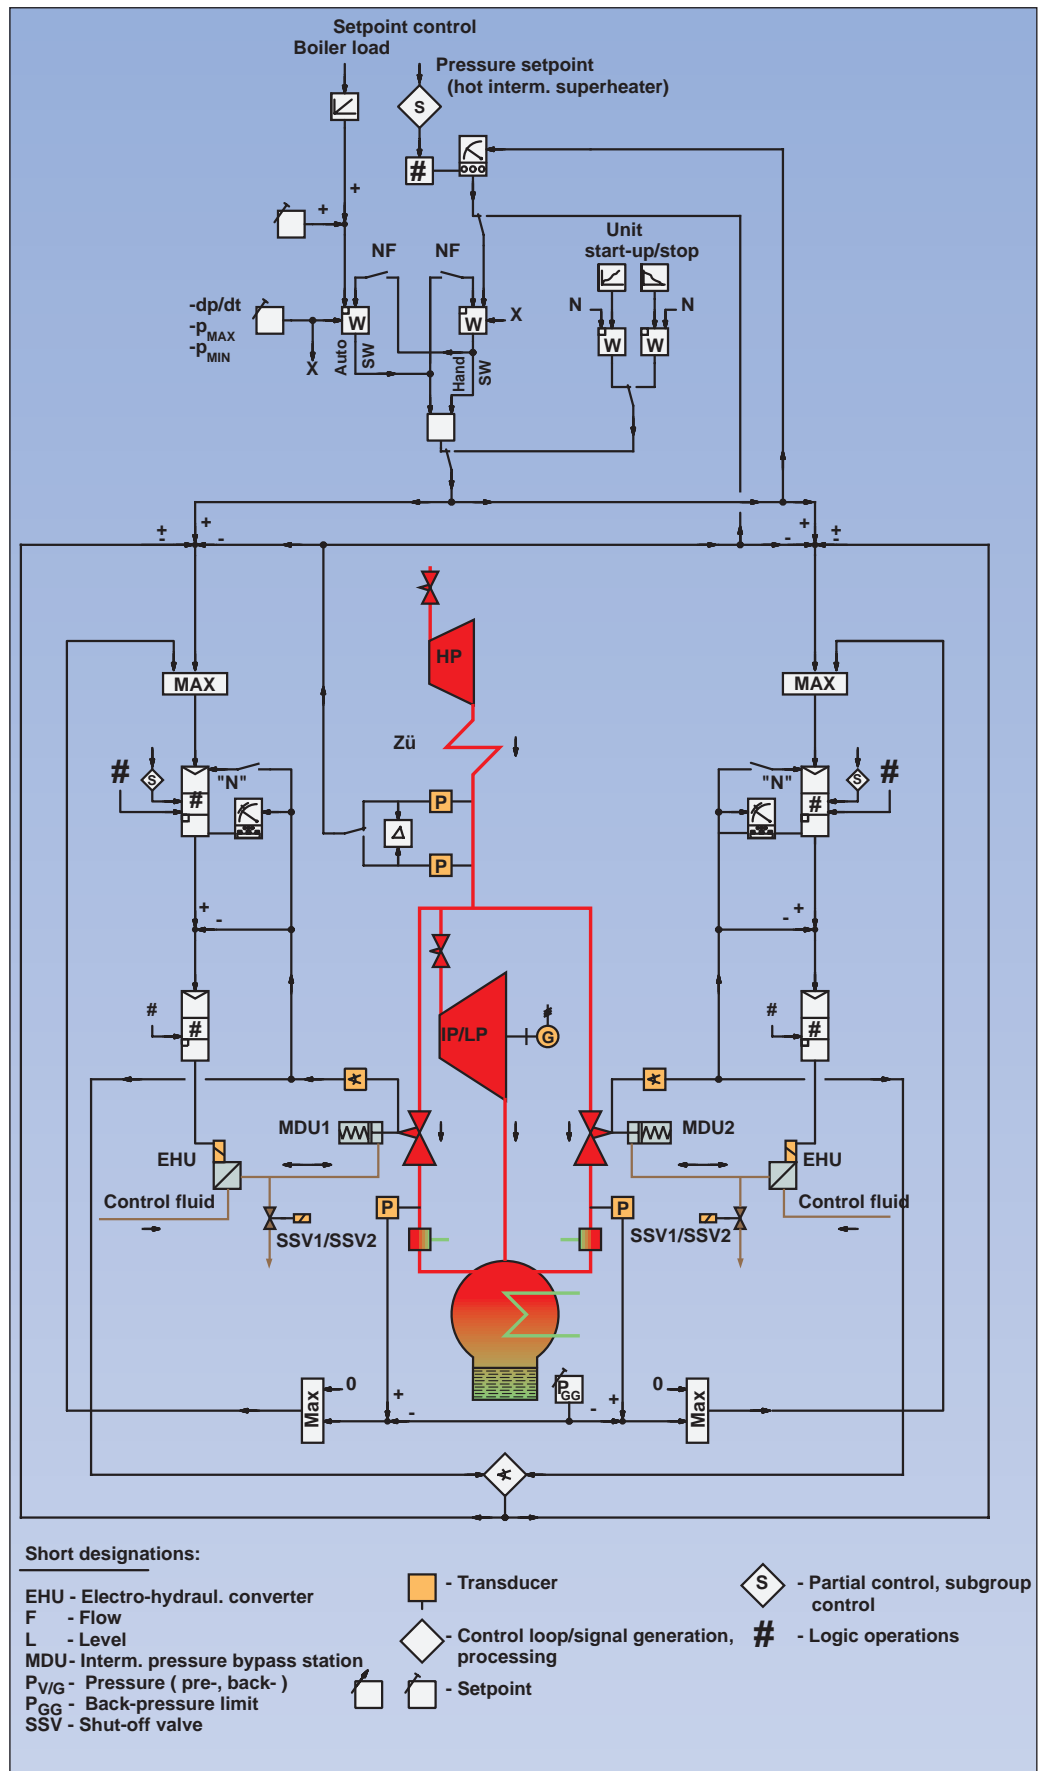 Setpoint control
Boiler load
Pressure setpoint
(hot interm. superheater)
S
#
+
+
NF
NF
Unit
start-up/stop
-dp/dt
-pMAX
-pMIN
N
N
W
W
X
W
W
X
Auto
SW
Hand
SW
+
+
±
-
-
±
HP
MAX
MAX
Zü
#
S
"N"
#
P
P
Δ
"N"
S
#
#
+
-
+
-
#
#
#
#
IP/LP
G
MDU1
MDU2
EHU
EHU
Control fluid
Control fluid
P
P
SSV1/SSV2
SSV1/SSV2
0
Max
+
-
PGG
-
+
0
Max
Short designations:
EHU - Electro-hydraul. converter
F - Flow
L - Level
MDU - Interm. pressure bypass station
PV/G - Pressure ( pre-, back- )
PGG - Back-pressure limit
SSV - Shut-off valve
- Transducer
- Control loop/signal generation,
processing
- Setpoint
S - Partial control, subgroup
control
# - Logic operations